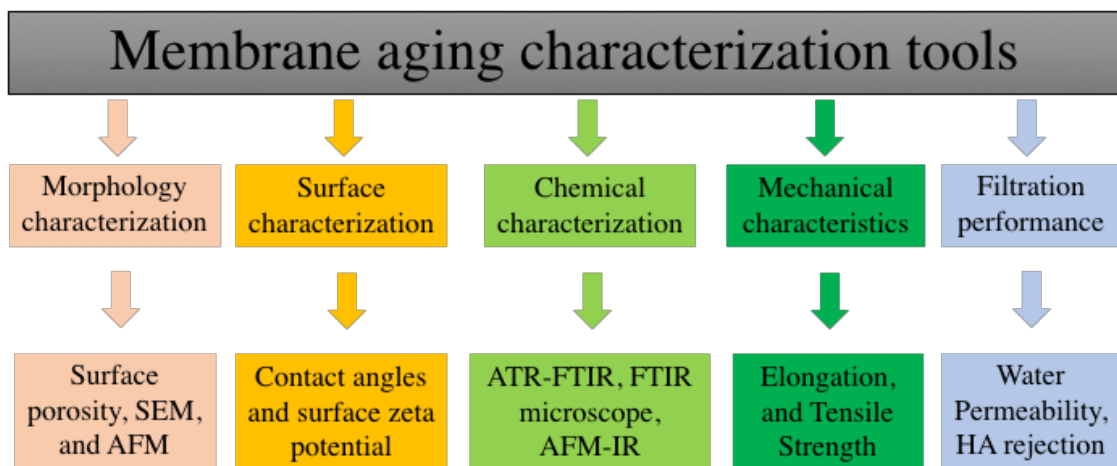 Membrane aging characterization tools
Morphology
characterization
Surface
characterization
Chemical
characterization
Mechanical
characteristics
Filtration
performance
Surface
porosity, SEM,
and AFM
Contact angles
and surface zeta
potential
ATR-FTIR, FTIR
microscope,
AFM-IR
Elongation,
and Tensile
Strength
Water
Permeability,
HA rejection